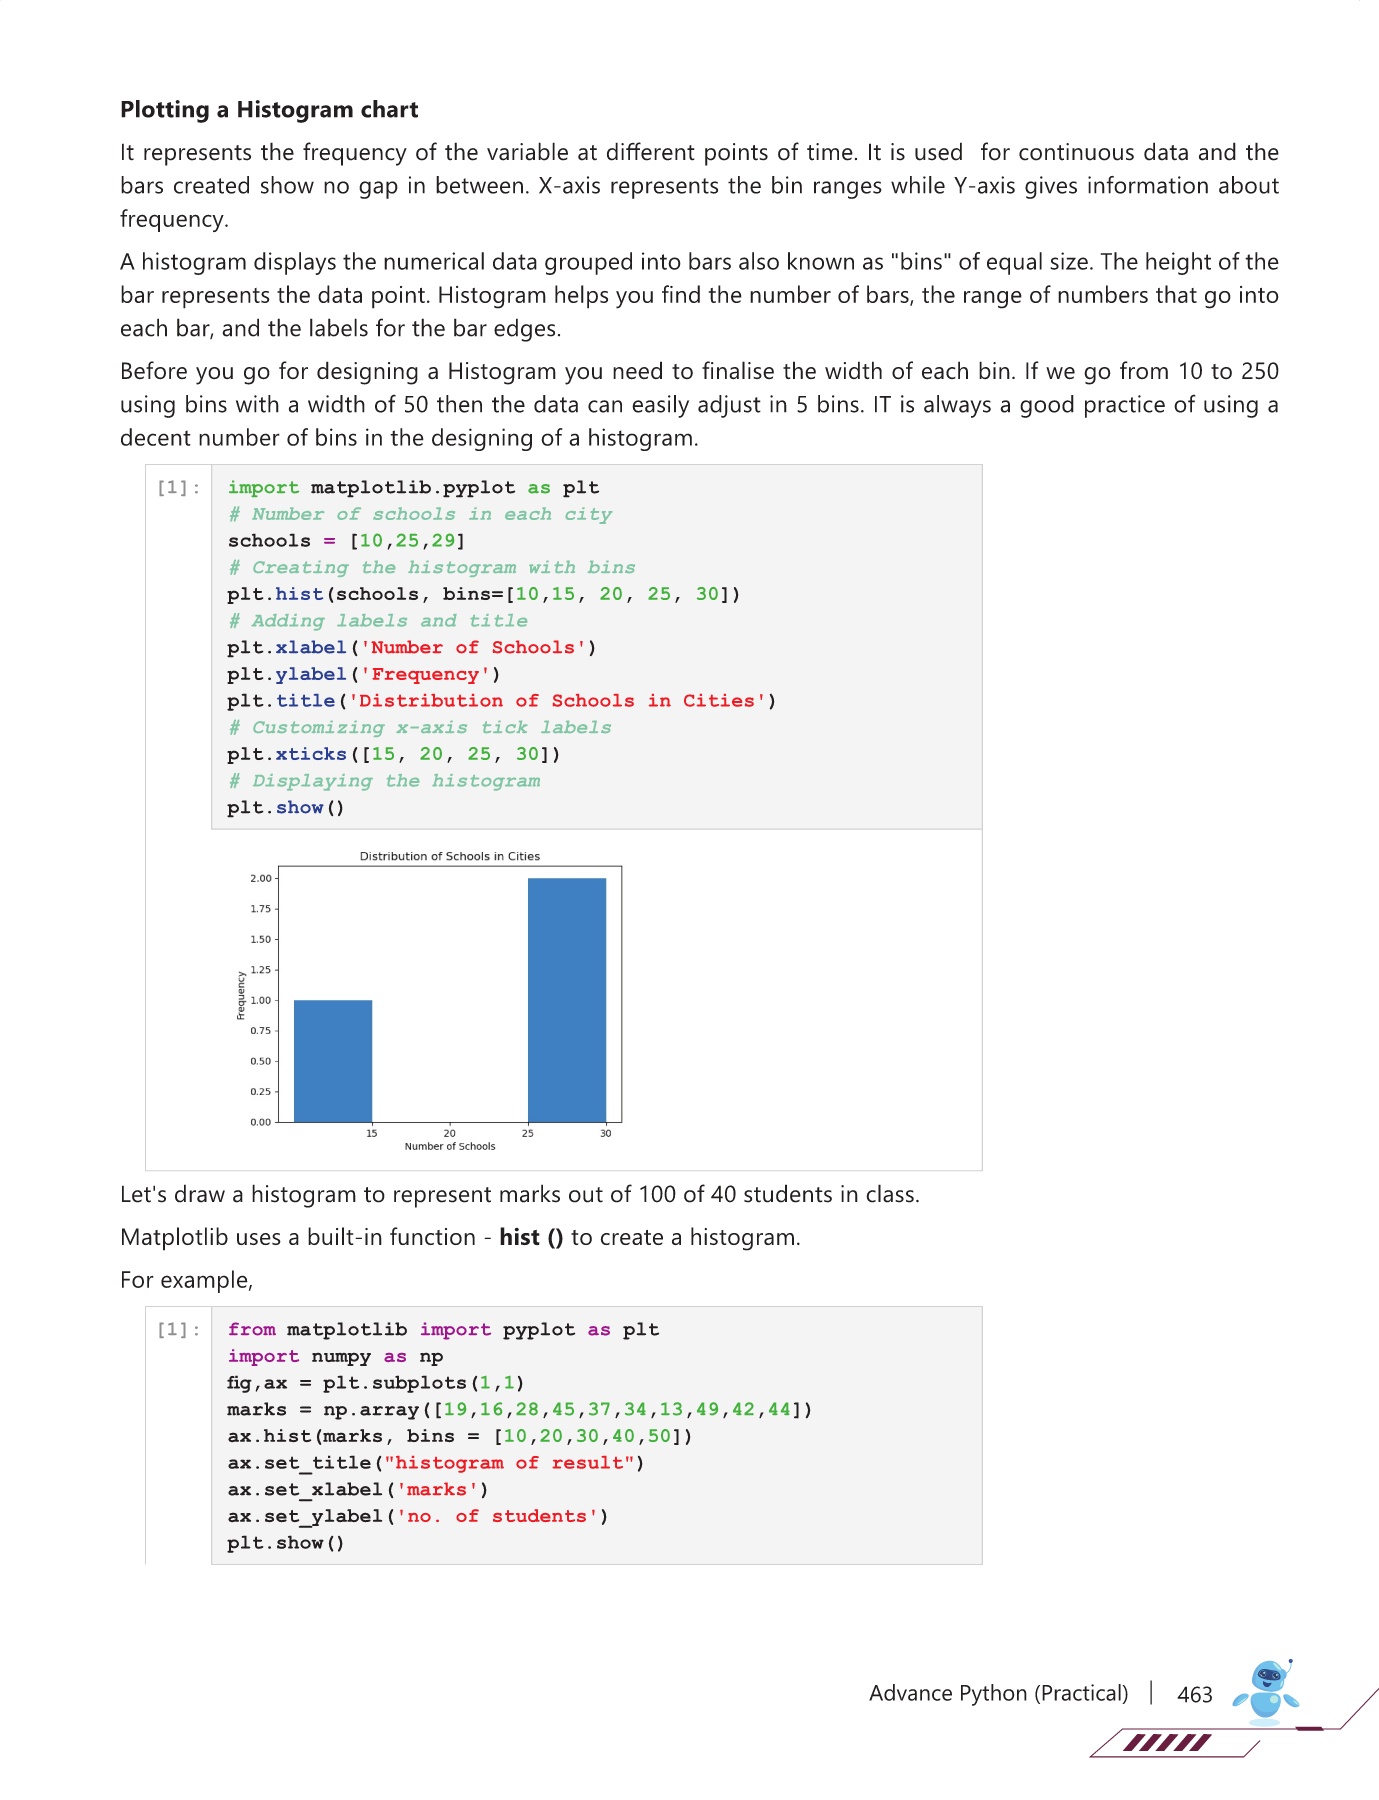 Plotting a Histogram chart
It represents the frequency of the variable at different points of time. It is used  for continuous data and the
bars created show no gap in between. X-axis represents the bin ranges while Y-axis gives information about
frequency.
A histogram displays the numerical data grouped into bars also known as "bins" of equal size. The height of the
bar represents the data point. Histogram helps you find the number of bars, the range of numbers that go into
each bar, and the labels for the bar edges.
Before you go for designing a Histogram you need to finalise the width of each bin. If we go from 10 to 250
using bins with a width of 50 then the data can easily adjust in 5 bins. IT is always a good practice of using a
decent number of bins in the designing of a histogram.
[1]: import matplotlib.pyplot as plt
# Number of schools in each city
schools = [10,25,29]
# Creating the histogram with bins
plt.hist(schools, bins=[10,15, 20, 25, 30])
# Adding labels and title
plt.xlabel('Number of Schools')
plt.ylabel('Frequency')
plt.title('Distribution of Schools in Cities')
# Customizing x-axis tick labels
plt.xticks([15, 20, 25, 30])
# Displaying the histogram
plt.show()
Distribution of Schools in Cities
2.00
1.75
1.50
1.25
1.00
0.75
0.50
0.25
0.00
Frequency
15 20 25 30
Number of Schools
Let's draw a histogram to represent marks out of 100 of 40 students in class.
Matplotlib uses a built-in function - hist () to create a histogram.
For example,
[1]: from matplotlib import pyplot as plt
import numpy as np
fig,ax = plt.subplots(1,1)
marks = np.array([19,16,28,45,37,34,13,49,42,44])
ax.hist(marks, bins = [10,20,30,40,50])
ax.set_title("histogram of result")
ax.set_xlabel('marks')
ax.set_ylabel('no. of students')
plt.show()
Advance Python (Practical) | 463